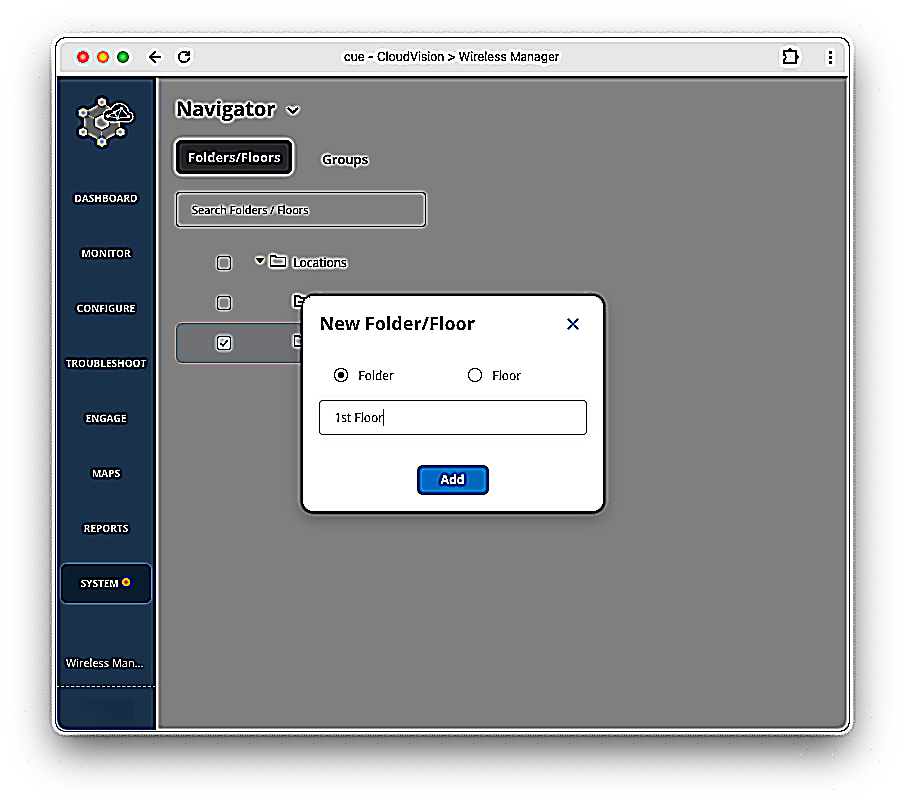 cue - CloudVision > Wireless Manager
Navigator
Folders/Floors
Groups
Search Folders / Floors
Locations
DASHBOARD
MONITOR
CONFIGURE
TROUBLESHOOT
ENGAGE
MAPS
REPORTS
SYSTEM
Wireless Man...
New Folder/Floor
Folder
Floor
1st Floor
Add